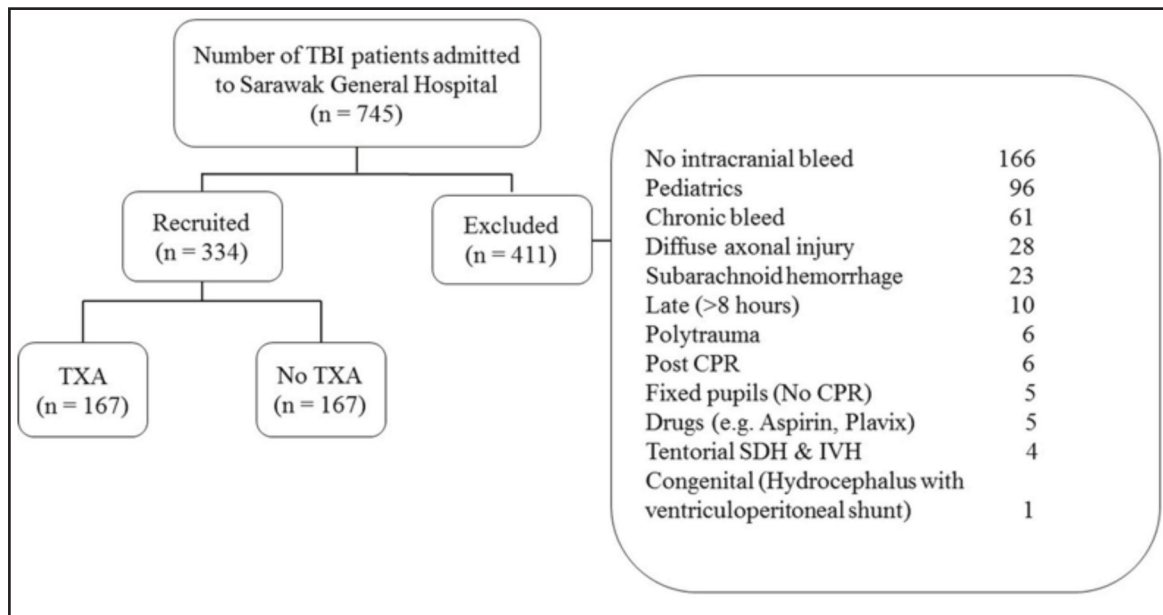 Number of TBI patients admitted
to Sarawak General Hospital
(n = 745)
Recruited
(n = 334)
Excluded
(n = 411)
TXA
(n = 167)
No TXA
(n = 167)
No intracranial bleed 166
Pediatrics 96
Chronic bleed 61
Diffuse axonal injury 28
Subarachnoid hemorrhage 23
Late (>8 hours) 10
Polytrauma 6
Post CPR 6
Fixed pupils (No CPR) 5
Drugs (e.g. Aspirin, Plavix) 5
Tentorial SDH & IVH 4
Congenital (Hydrocephalus with
ventriculoperitoneal shunt) 1